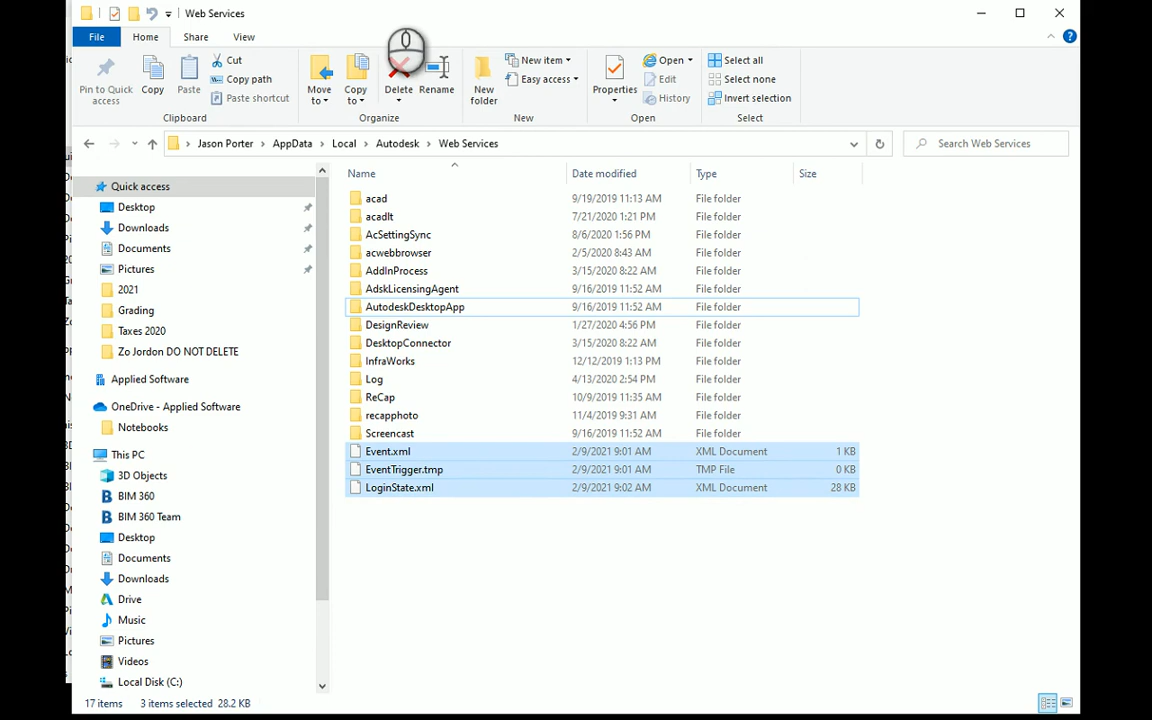 Web Services
File Home Share View
Pin to Quick access
Copy
Paste
Cut
Copy path
Paste shortcut
Clipboard
Move to
Copy to
Delete
Rename
Organize
New folder
New item
Easy access
New
Properties
Open
Edit
History
Open
Select all
Select none
Invert selection
Select
Jason Porter > AppData > Local > Autodesk > Web Services
Search Web Services
Quick access
Desktop
Downloads
Documents
Pictures
2021
Grading
Taxes 2020
Zo Jordon DO NOT DELETE
Applied Software
OneDrive - Applied Software
Notebooks
This PC
3D Objects
BIM 360
BIM 360 Team
Desktop
Documents
Downloads
Drive
Music
Pictures
Videos
Local Disk (C:)
Name Date modified Type Size
acad 9/19/2019 11:13 AM File folder
acadlt 7/21/2020 1:21 PM File folder
AcSettingSync 8/6/2020 1:56 PM File folder
acwebbrowser 2/5/2020 8:43 AM File folder
AddInProcess 3/15/2020 8:22 AM File folder
AdskLicensingAgent 9/16/2019 11:52 AM File folder
AutodeskDesktopApp 9/16/2019 11:52 AM File folder
DesignReview 1/27/2020 4:56 PM File folder
DesktopConnector 3/15/2020 8:22 AM File folder
InfraWorks 12/12/2019 1:13 PM File folder
Log 4/13/2020 2:54 PM File folder
ReCap 10/9/2019 11:35 AM File folder
recapphoto 11/4/2019 9:31 AM File folder
Screencast 9/16/2019 11:52 AM File folder
Event.xml 2/9/2021 9:01 AM XML Document 1 KB
EventTrigger.tmp 2/9/2021 9:01 AM TMP File 0 KB
LoginState.xml 2/9/2021 9:02 AM XML Document 28 KB
17 items 3 items selected 28.2 KB